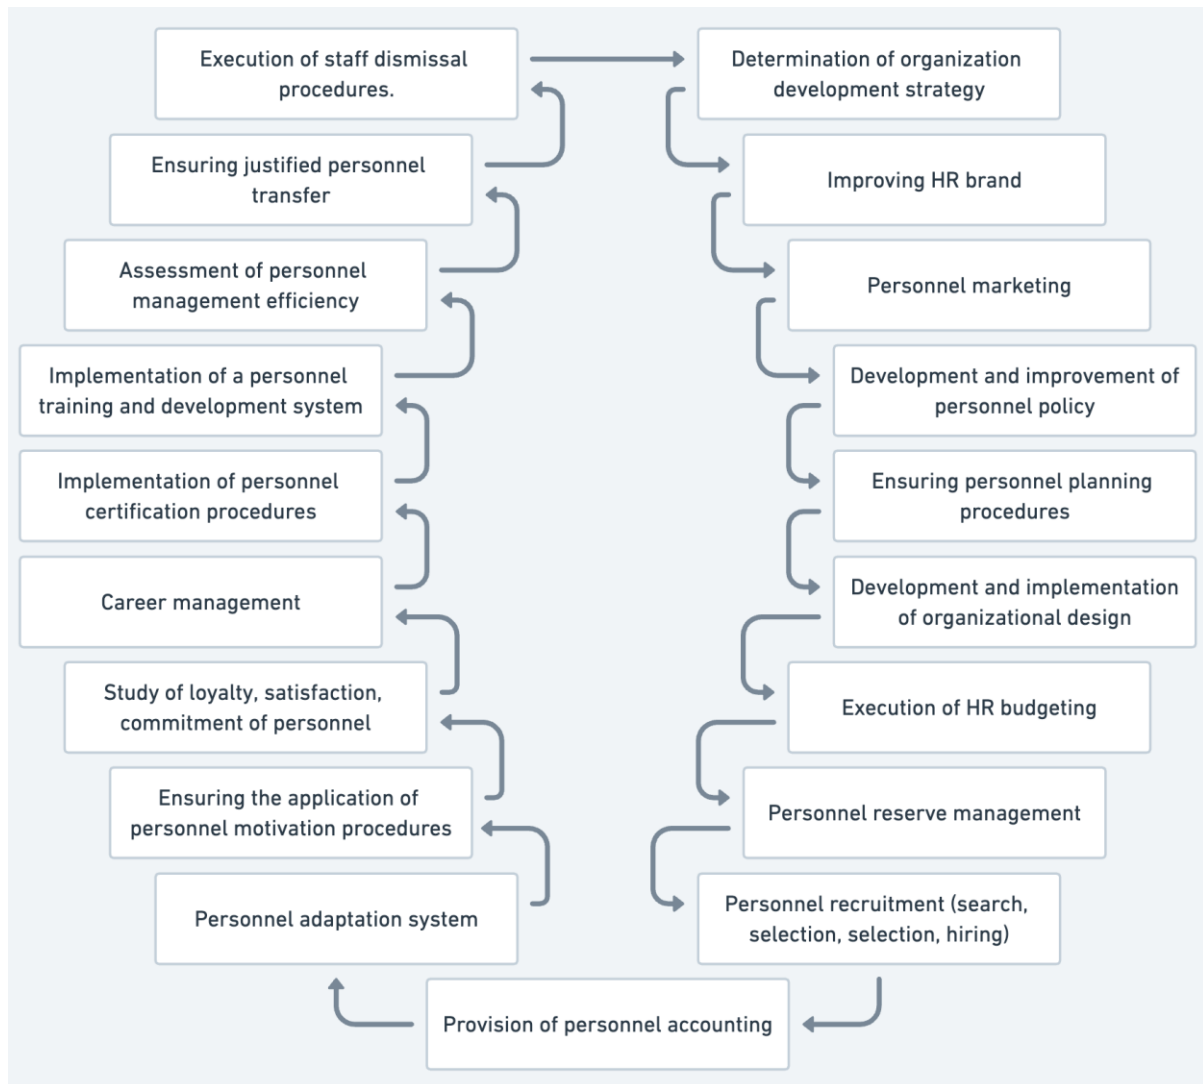 Execution of staff dismissal
procedures.
Determination of organization
development strategy
Ensuring justified personnel
transfer
Improving HR brand
Assessment of personnel
management efficiency
Personnel marketing
Implementation of a personnel
training and development system
Development and improvement of
personnel policy
Implementation of personnel
certification procedures
Ensuring personnel planning
procedures
Career management
Development and implementation
of organizational design
Study of loyalty, satisfaction,
commitment of personnel
Execution of HR budgeting
Ensuring the application of
personnel motivation procedures
Personnel reserve management
Personnel adaptation system
Personnel recruitment (search,
selection, selection, hiring)
Provision of personnel accounting